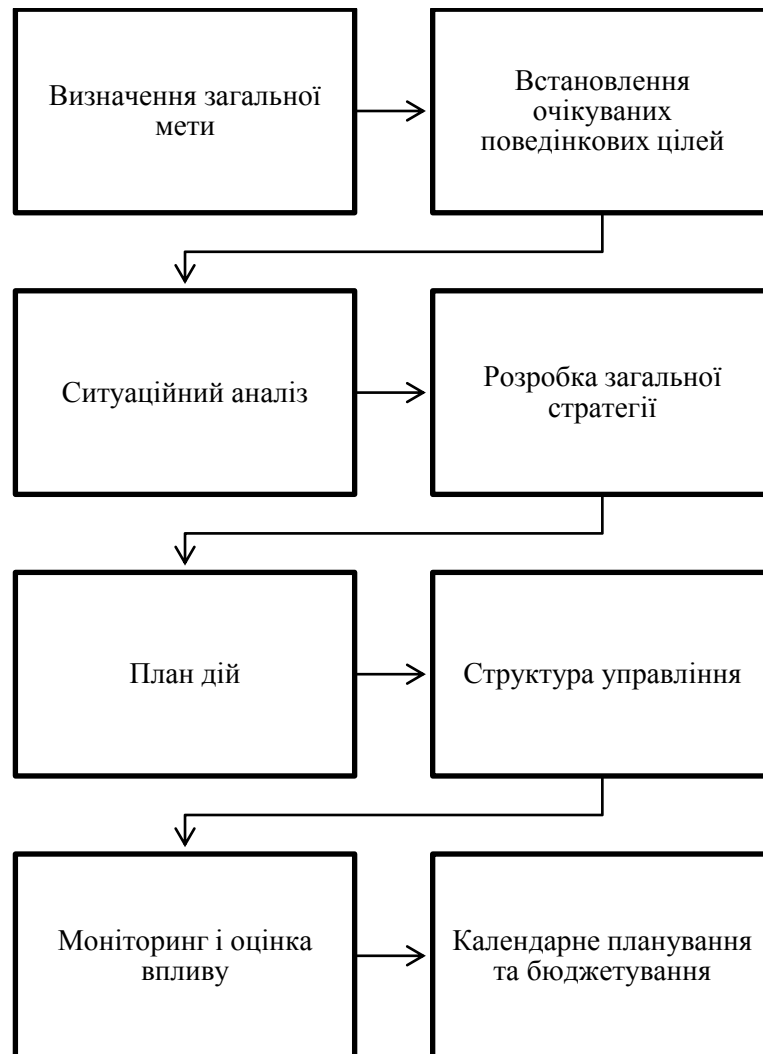 Визначення загальної
мети
Встановлення
очікуваних
поведінкових цілей
Ситуаційний аналіз
Розробка загальної
стратегії
План дій
Структура управління
Моніторинг і оцінка
впливу
Календарне планування
та бюджетування